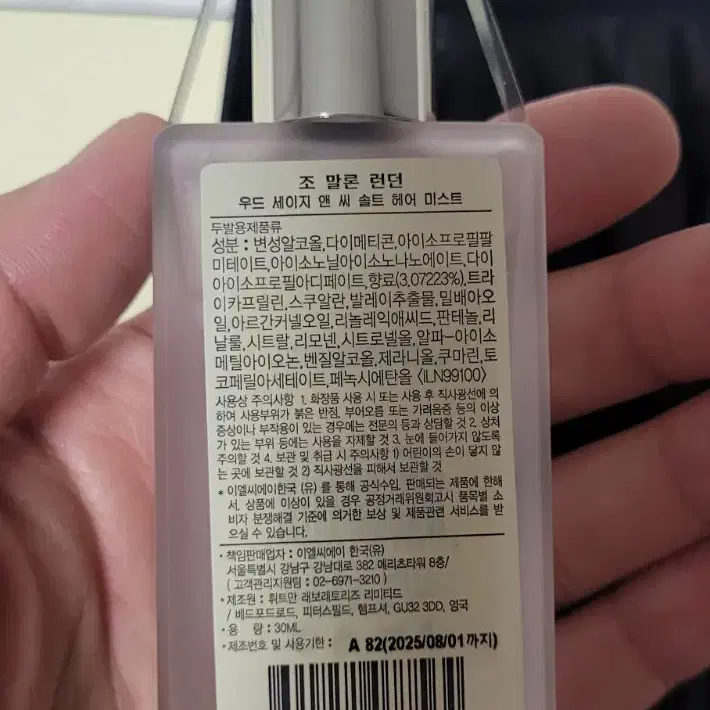 조 말론 런던
우드 세이지 앤 씨 솔트 헤어 미스트
두발용제품류
성분 : 변성알코올,다이메티콘,아이소프로필팔
미테이트,아이소노닐아이소노나노에이트,다이
아이소프로필아디페이트,향료(3.07223%),트라
이카프릴린,스쿠알란,발레이추출물,밀배아오
일,아르간커넬오일,리놀레익애씨드,판테놀,리
날룰,시트랄,리모넨,시트로넬올,알파-아이소
메틸아이오논,벤질알코올,제라니올,쿠마린,토
코페릴아세테이트,페녹시에탄올 <ILN99100>
사용상 주의사항 1. 화장품 사용 시 또는 사용 후 직사광선에 의
하여 사용부위가 붉은 반점, 부어오름 또는 가려움증 등의 이상
증상이나 부작용이 있는 경우에는 전문의 등과 상담할 것 2. 상처
가 있는 부위 등에는 사용을 자제할 것 3. 눈에 들어가지 않도록
주의할 것 4. 보관 및 취급 시 주의사항 1) 어린이의 손이 닿지 않
는 곳에 보관할 것 2) 직사광선을 피해서 보관할 것
* 이엘씨에이한국 (유) 를 통해 공식수입, 판매되는 제품에 한해
서, 상품에 이상이 있을 경우 공정거래위원회고시 품목별 소
비자 분쟁해결 기준에 의거한 보상 및 제품관련 서비스를 받
으실 수 있습니다.
· 책임판매업자 : 이엘씨에이 한국(유)
서울특별시 강남구 강남대로 382 메리츠타워 8층/
( 고객관리지원팀 : 02-6971-3210 )
· 제조원 : 휘트만 래보래토리즈 리미티드
/ 베드포드로드, 피터스필드, 햄프셔, GU32 3DD, 영국
· 용 량 : 30ML
· 제조번호 및 사용기한 : A 82(2025/08/01까지)